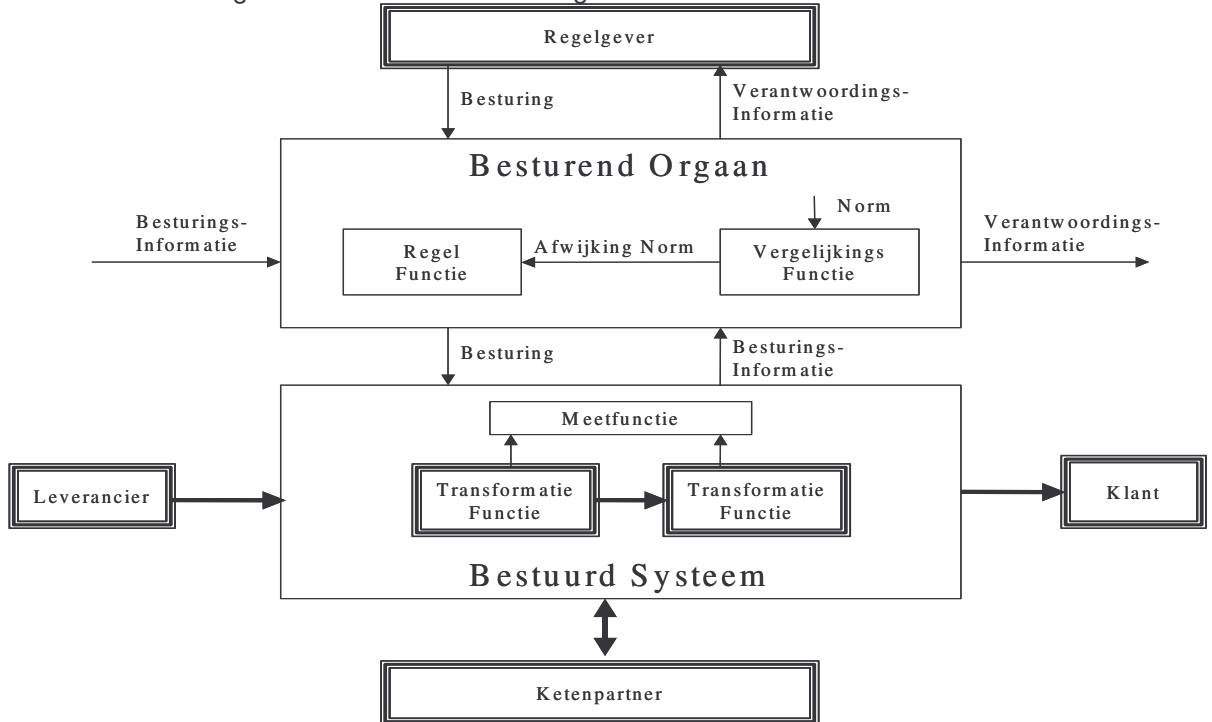 Regelgever
Besturing
Verantwoordings-
Informatie
Besturend Orgaan
Norm
Besturings-
Informatie
Verantwoordings-
Informatie
Regel
Functie
Afwijking Norm
Vergelijkings
Functie
Besturing
Besturings-
Informatie
Meetfunctie
Leverancier
Transformatie
Functie
Transformatie
Functie
Klant
Bestuurd Systeem
Ketenpartner